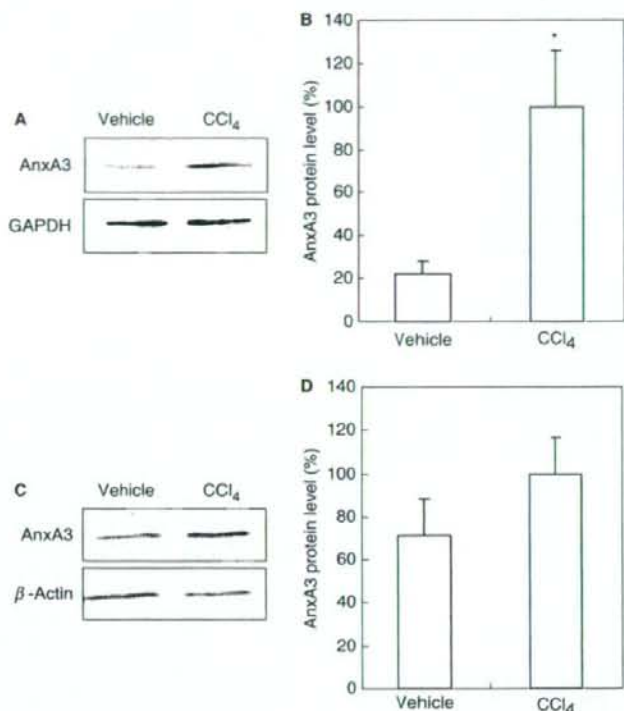 A
Vehicle CCl₄
AnxA3
GAPDH
B
AnxA3 protein level (%)
140
120
100
80
60
40
20
0
*
Vehicle CCl₄
C
Vehicle CCl₄
AnxA3
β-Actin
D
AnxA3 protein level (%)
140
120
100
80
60
40
20
0
Vehicle CCl₄